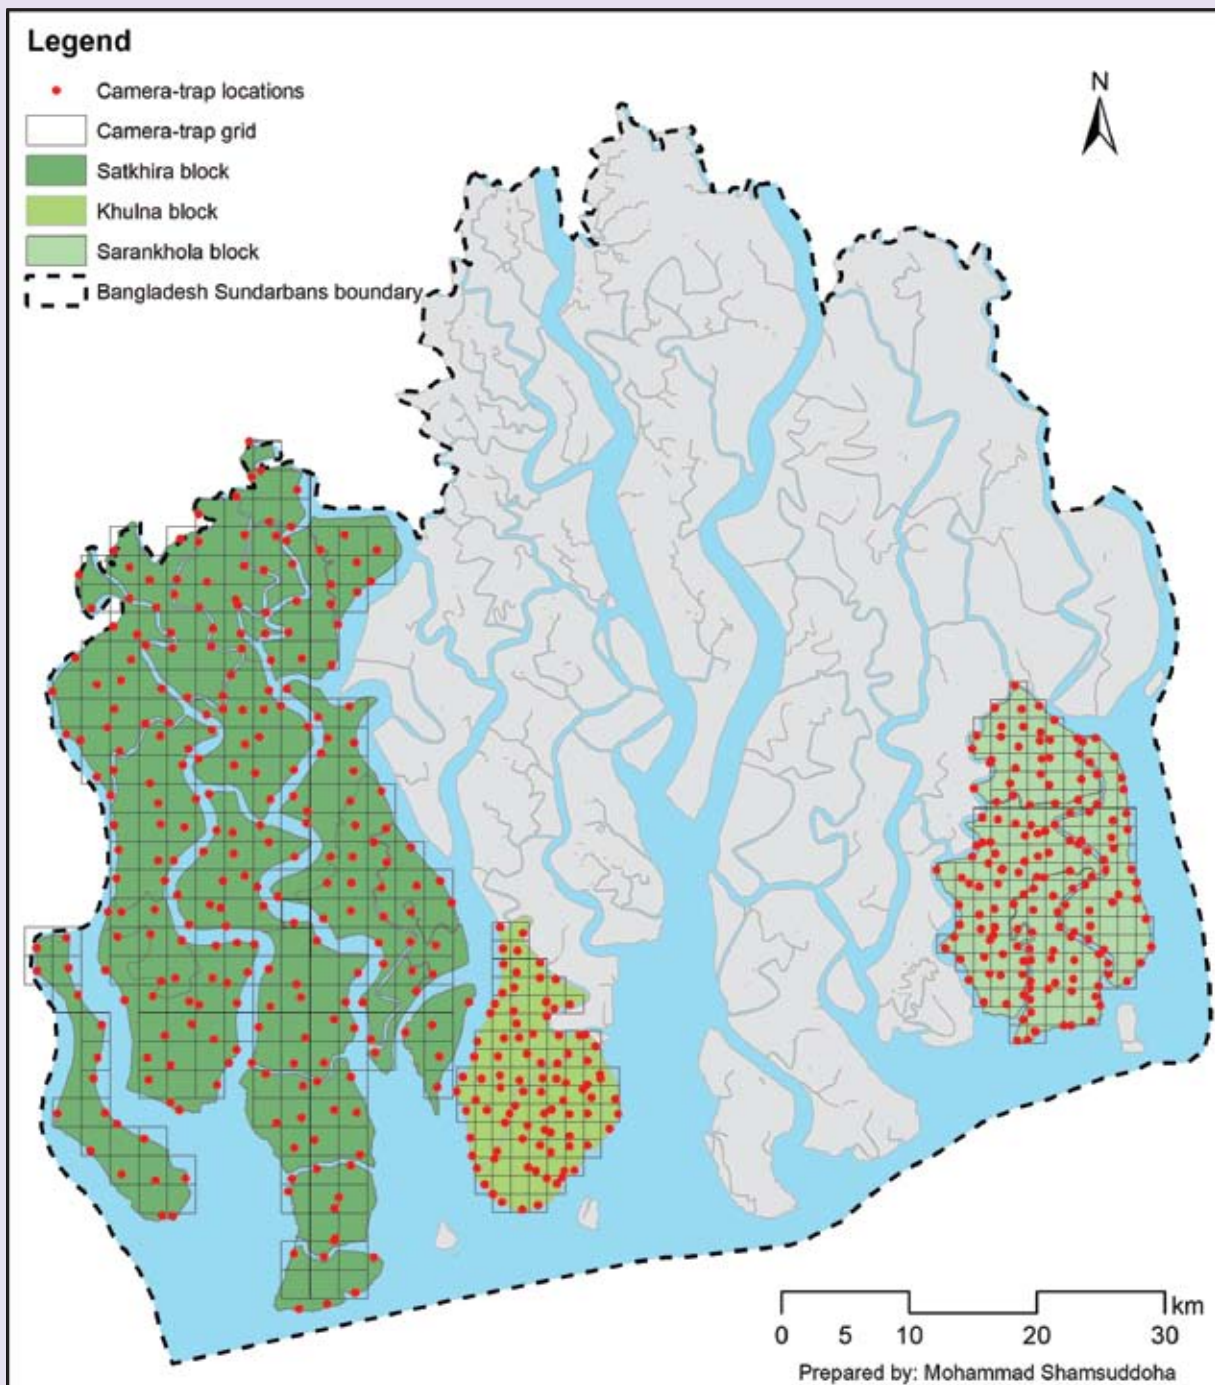 Legend
Camera-trap locations
Camera-trap grid
Satkhira block
Khulna block
Sarankhola block
Bangladesh Sundarbans boundary
N
km
0 5 10 20 30
Prepared by: Mohammad Shamsuddoha